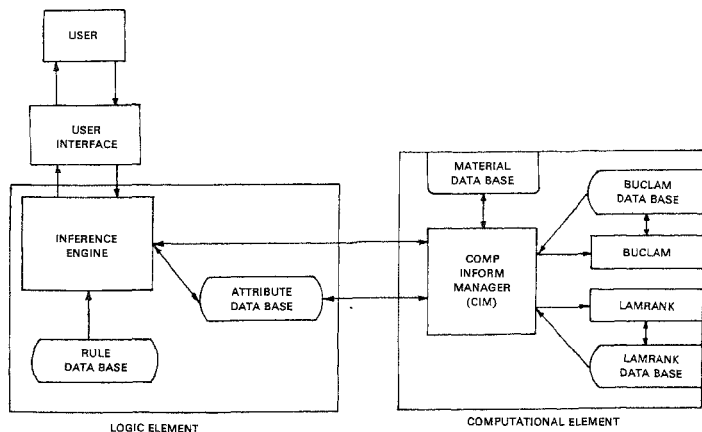 USER
USER
INTERFACE
INFERENCE
ENGINE
ATTRIBUTE
DATA BASE
RULE
DATA BASE
LOGIC ELEMENT
MATERIAL
DATA BASE
BUCLAM
DATA BASE
COMP
INFORM
MANAGER
(CIM)
BUCLAM
LAMRANK
LAMRANK
DATA BASE
COMPUTATIONAL ELEMENT